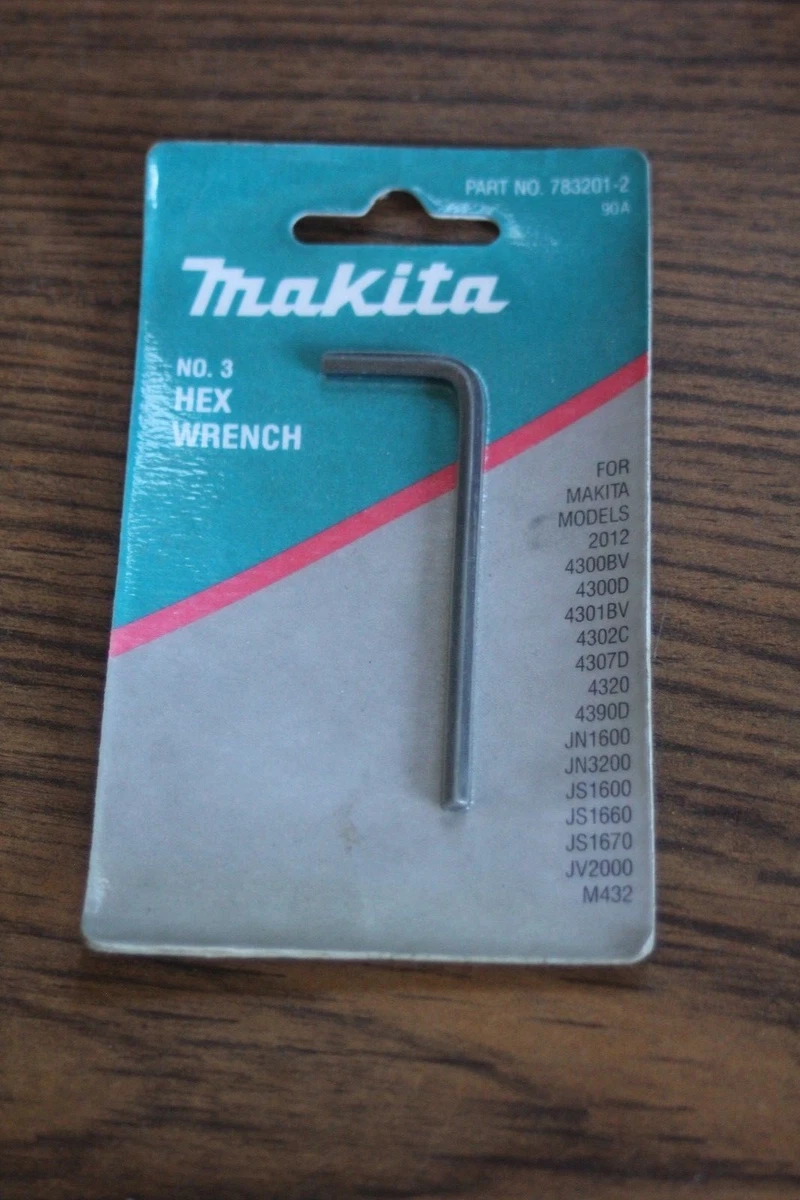 PART NO. 783201-2
90A
makita
NO. 3
HEX
WRENCH
FOR
MAKITA
MODELS
2012
4300BV
4300D
4301BV
4302C
4307D
4320
4390D
JN1600
JN3200
JS1600
JS1660
JS1670
JV2000
M432